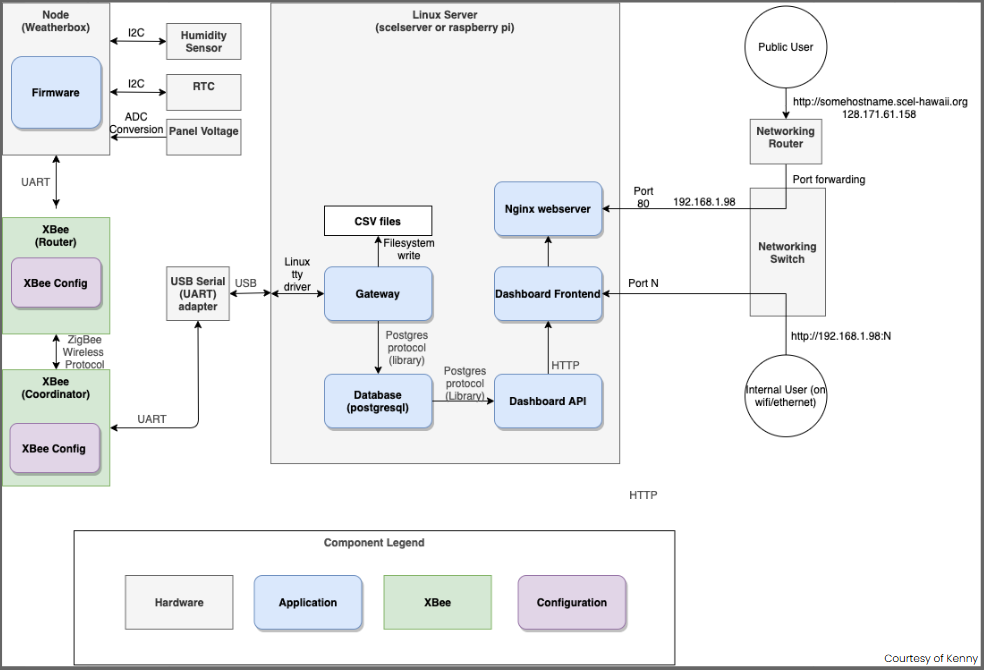 Node
(Weatherbox)
Firmware
I2C
Humidity
Sensor
I2C
RTC
ADC
Conversion
Panel Voltage
UART
XBee
(Router)
XBee Config
ZigBee
Wireless
Protocol
XBee
(Coordinator)
XBee Config
UART
USB Serial
(UART)
adapter
USB
Linux Server
(scelserver or raspberry pi)
Linux
tty
driver
CSV files
Filesystem
write
Gateway
Postgres
protocol
(library)
Database
(postgresql)
Postgres
protocol
(Library)
Dashboard API
HTTP
Dashboard Frontend
Nginx webserver
Port
80
192.168.1.98
Port N
Public User
http://somehostname.scel-hawaii.org
128.171.61.158
Networking
Router
Port forwarding
Networking
Switch
http://192.168.1.98:N
Internal User (on
wifi/ethernet)
HTTP
Component Legend
Hardware
Application
XBee
Configuration
Courtesy of Kenny